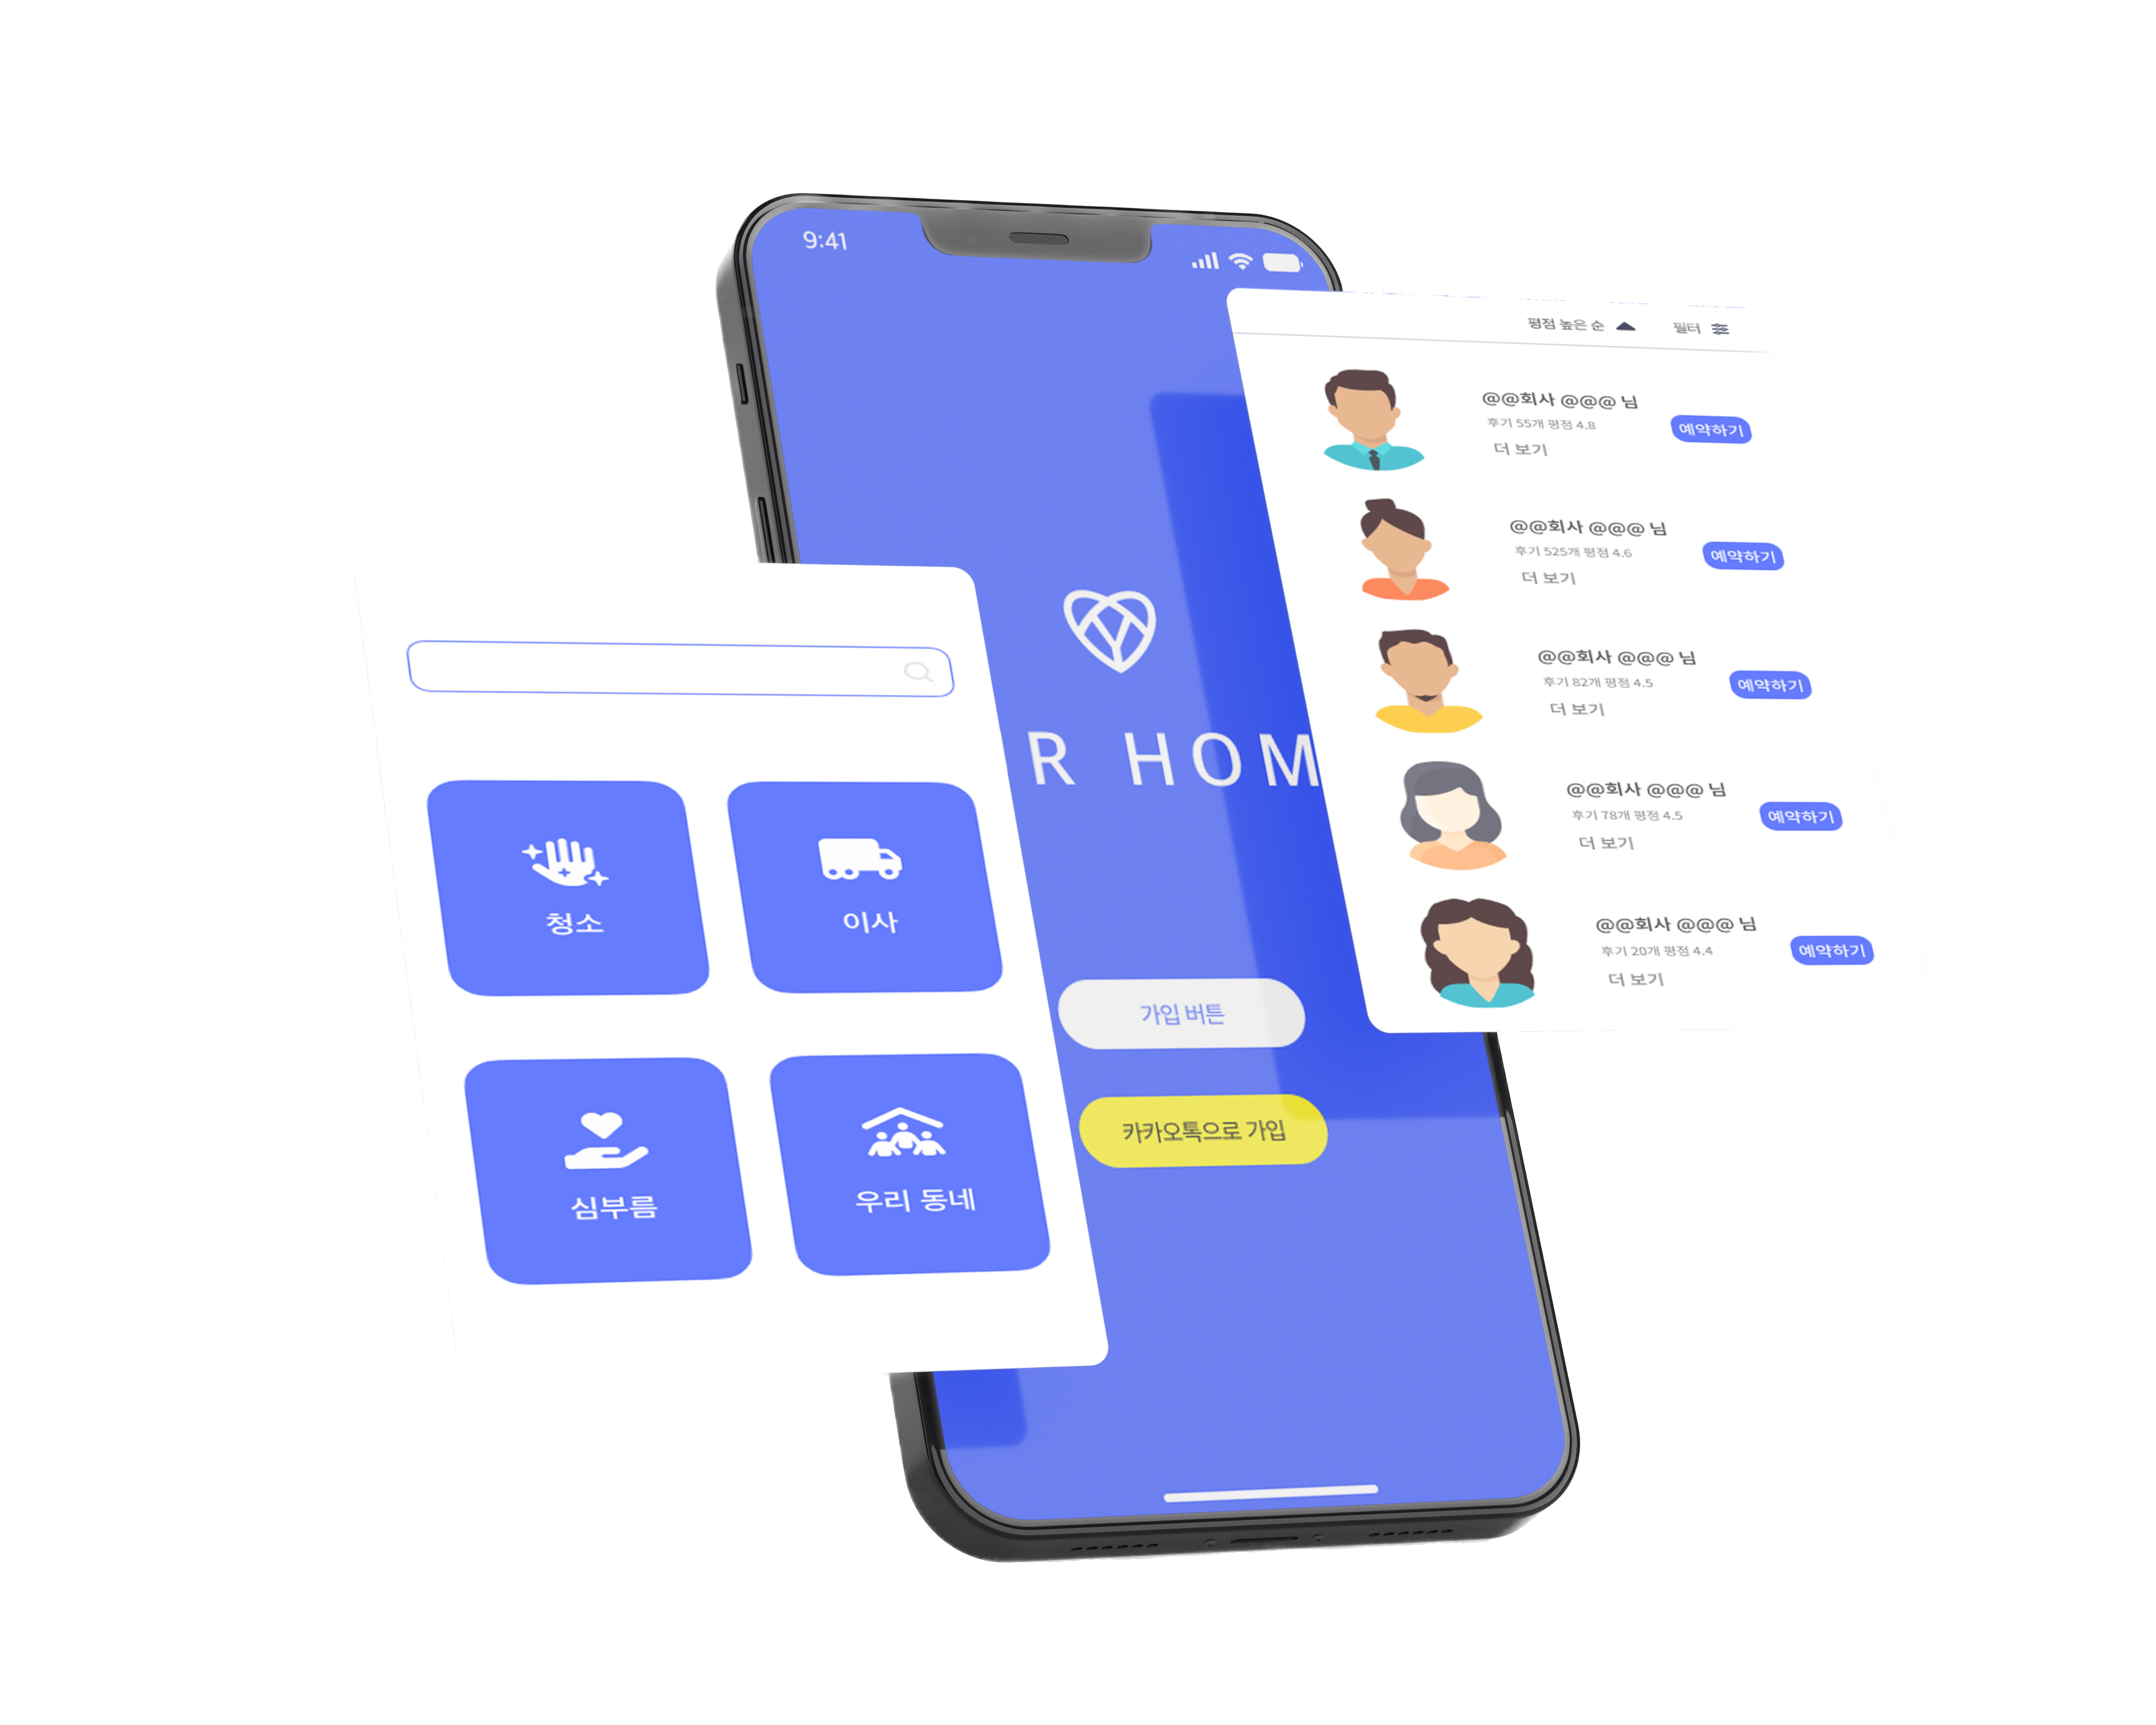 9:41
평점 높은 순
필터
@@회사 @@@ 님
후기 55개 평점 4.8
더 보기
예약하기
@@회사 @@@ 님
후기 525개 평점 4.6
더 보기
예약하기
@@회사 @@@ 님
후기 82개 평점 4.5
더 보기
예약하기
@@회사 @@@ 님
후기 78개 평점 4.5
더 보기
예약하기
@@회사 @@@ 님
후기 20개 평점 4.4
더 보기
예약하기
R HOM
청소
이사
심부름
우리 동네
가입 버튼
카카오톡으로 가입